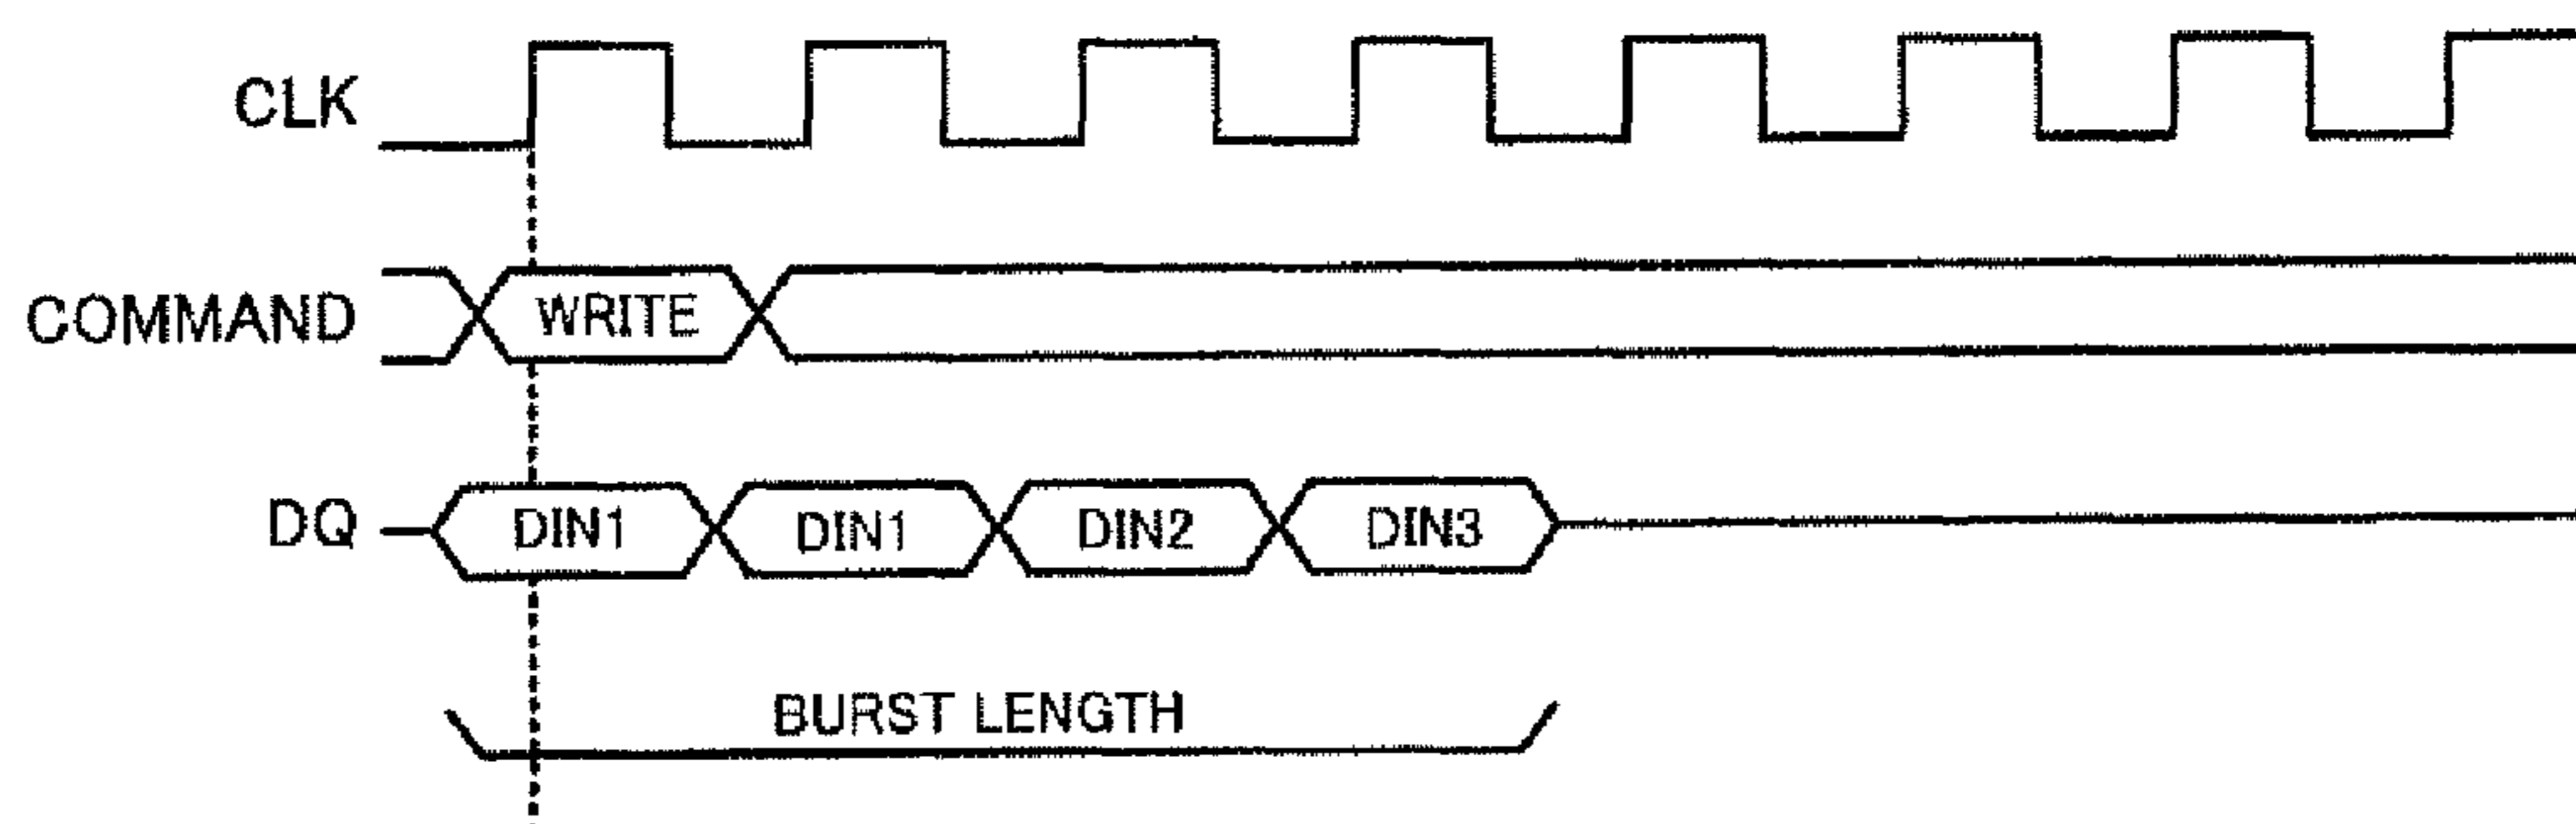 CLK
COMMAND WRITE
DQ DIN1 DIN1 DIN2 DIN3
BURST LENGTH